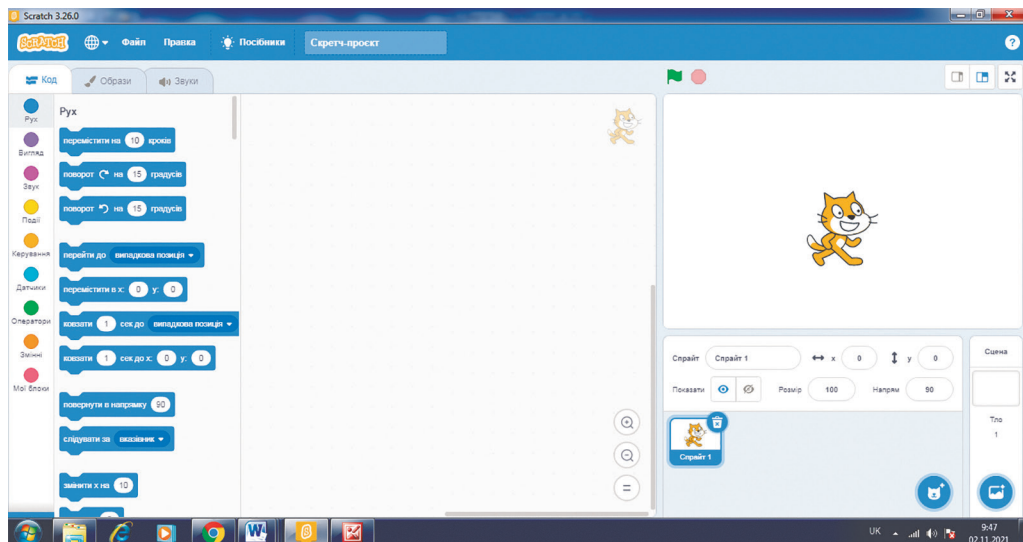 Scratch 3.26.0
SCRATCH
Файл Правка Посібники Скретч-проєкт
Код Образи Звуки
Рух
Вигляд
Звук
Події
Керування
Датчики
Оператори
Змінні
Мої блоки
Рух
перемістити на 10 кроків
поворот на 15 градусів
поворот на 15 градусів
перейти до випадкова позиція
перемістити в x: 0 y: 0
ковзати 1 сек до випадкова позиція
ковзати 1 сек до x: 0 y: 0
повернути в напрямку 90
слідувати за вказівник
змінити x на 10
Спрайт Спрайт 1 x 0 y 0
Показати Розмір 100 Напрям 90
Спрайт 1
Сцена
Тло
1
UK
9:47
02.11.2021